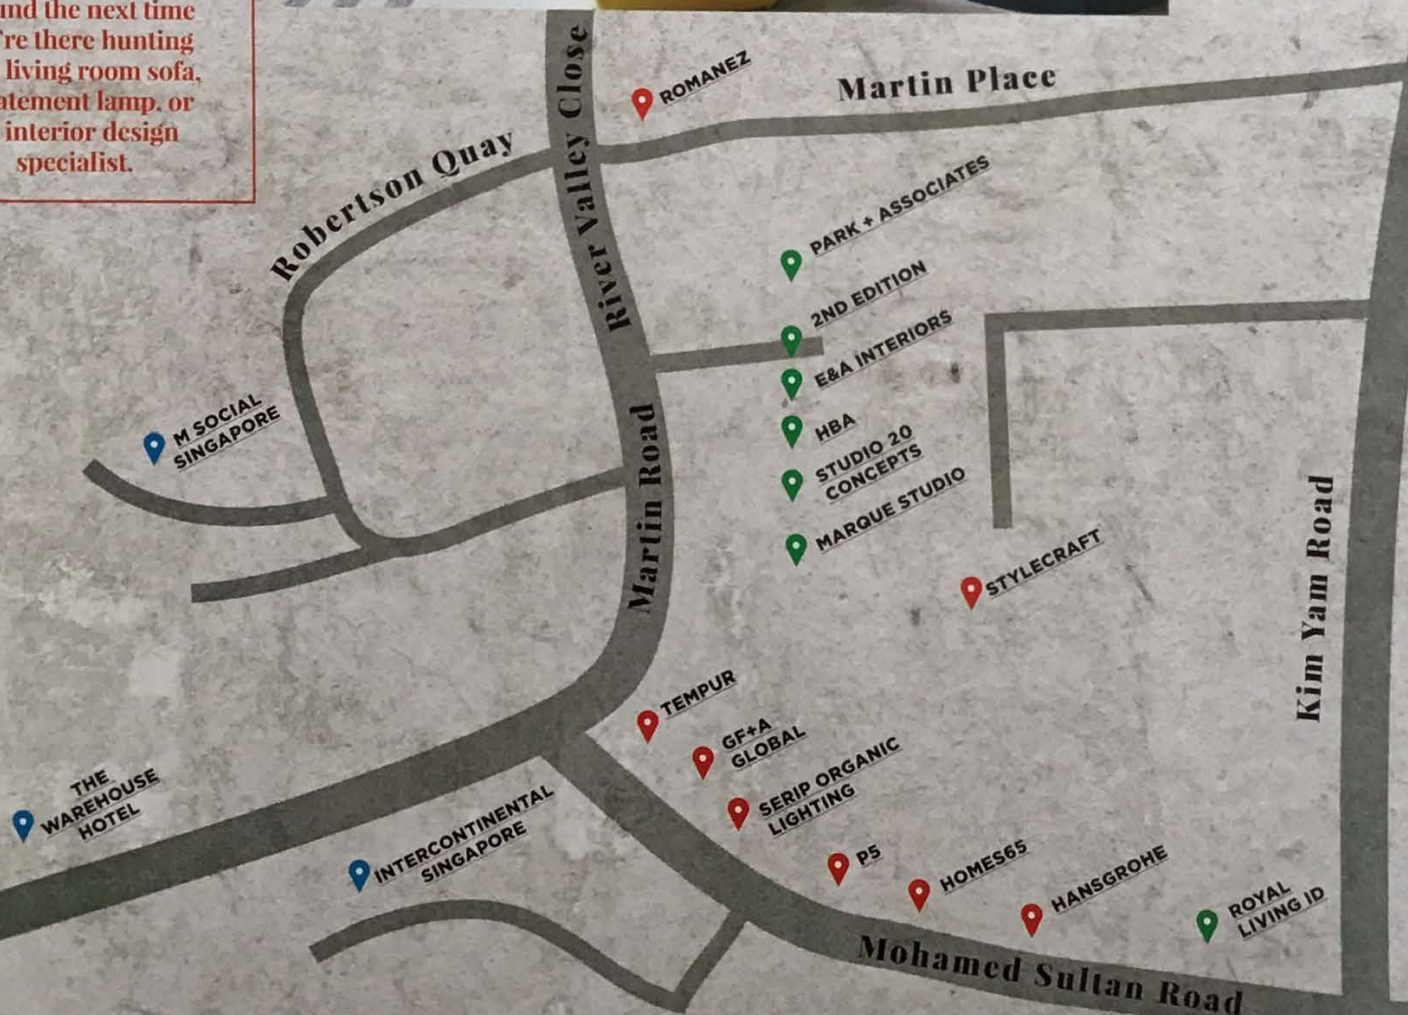 the next time
're there hunting
living room sofa,
lamp, or
interior design
specialist.
River Valley Close
ROMANEZ
Martin Place
Robertson Quay
PARK + ASSOCIATES
2ND EDITION
E&A INTERIORS
HBA
STUDIO 20
CONCEPTS
MARQUE STUDIO
M SOCIAL
SINGAPORE
Martin Road
STYLECRAFT
Kim Yam Road
TEMPUR
GF+A
GLOBAL
SERIP ORGANIC
LIGHTING
THE
WAREHOUSE
HOTEL
INTERCONTINENTAL
SINGAPORE
P5
HOMES65
HANSGROHE
ROYAL
LIVING ID
Mohamed Sultan Road